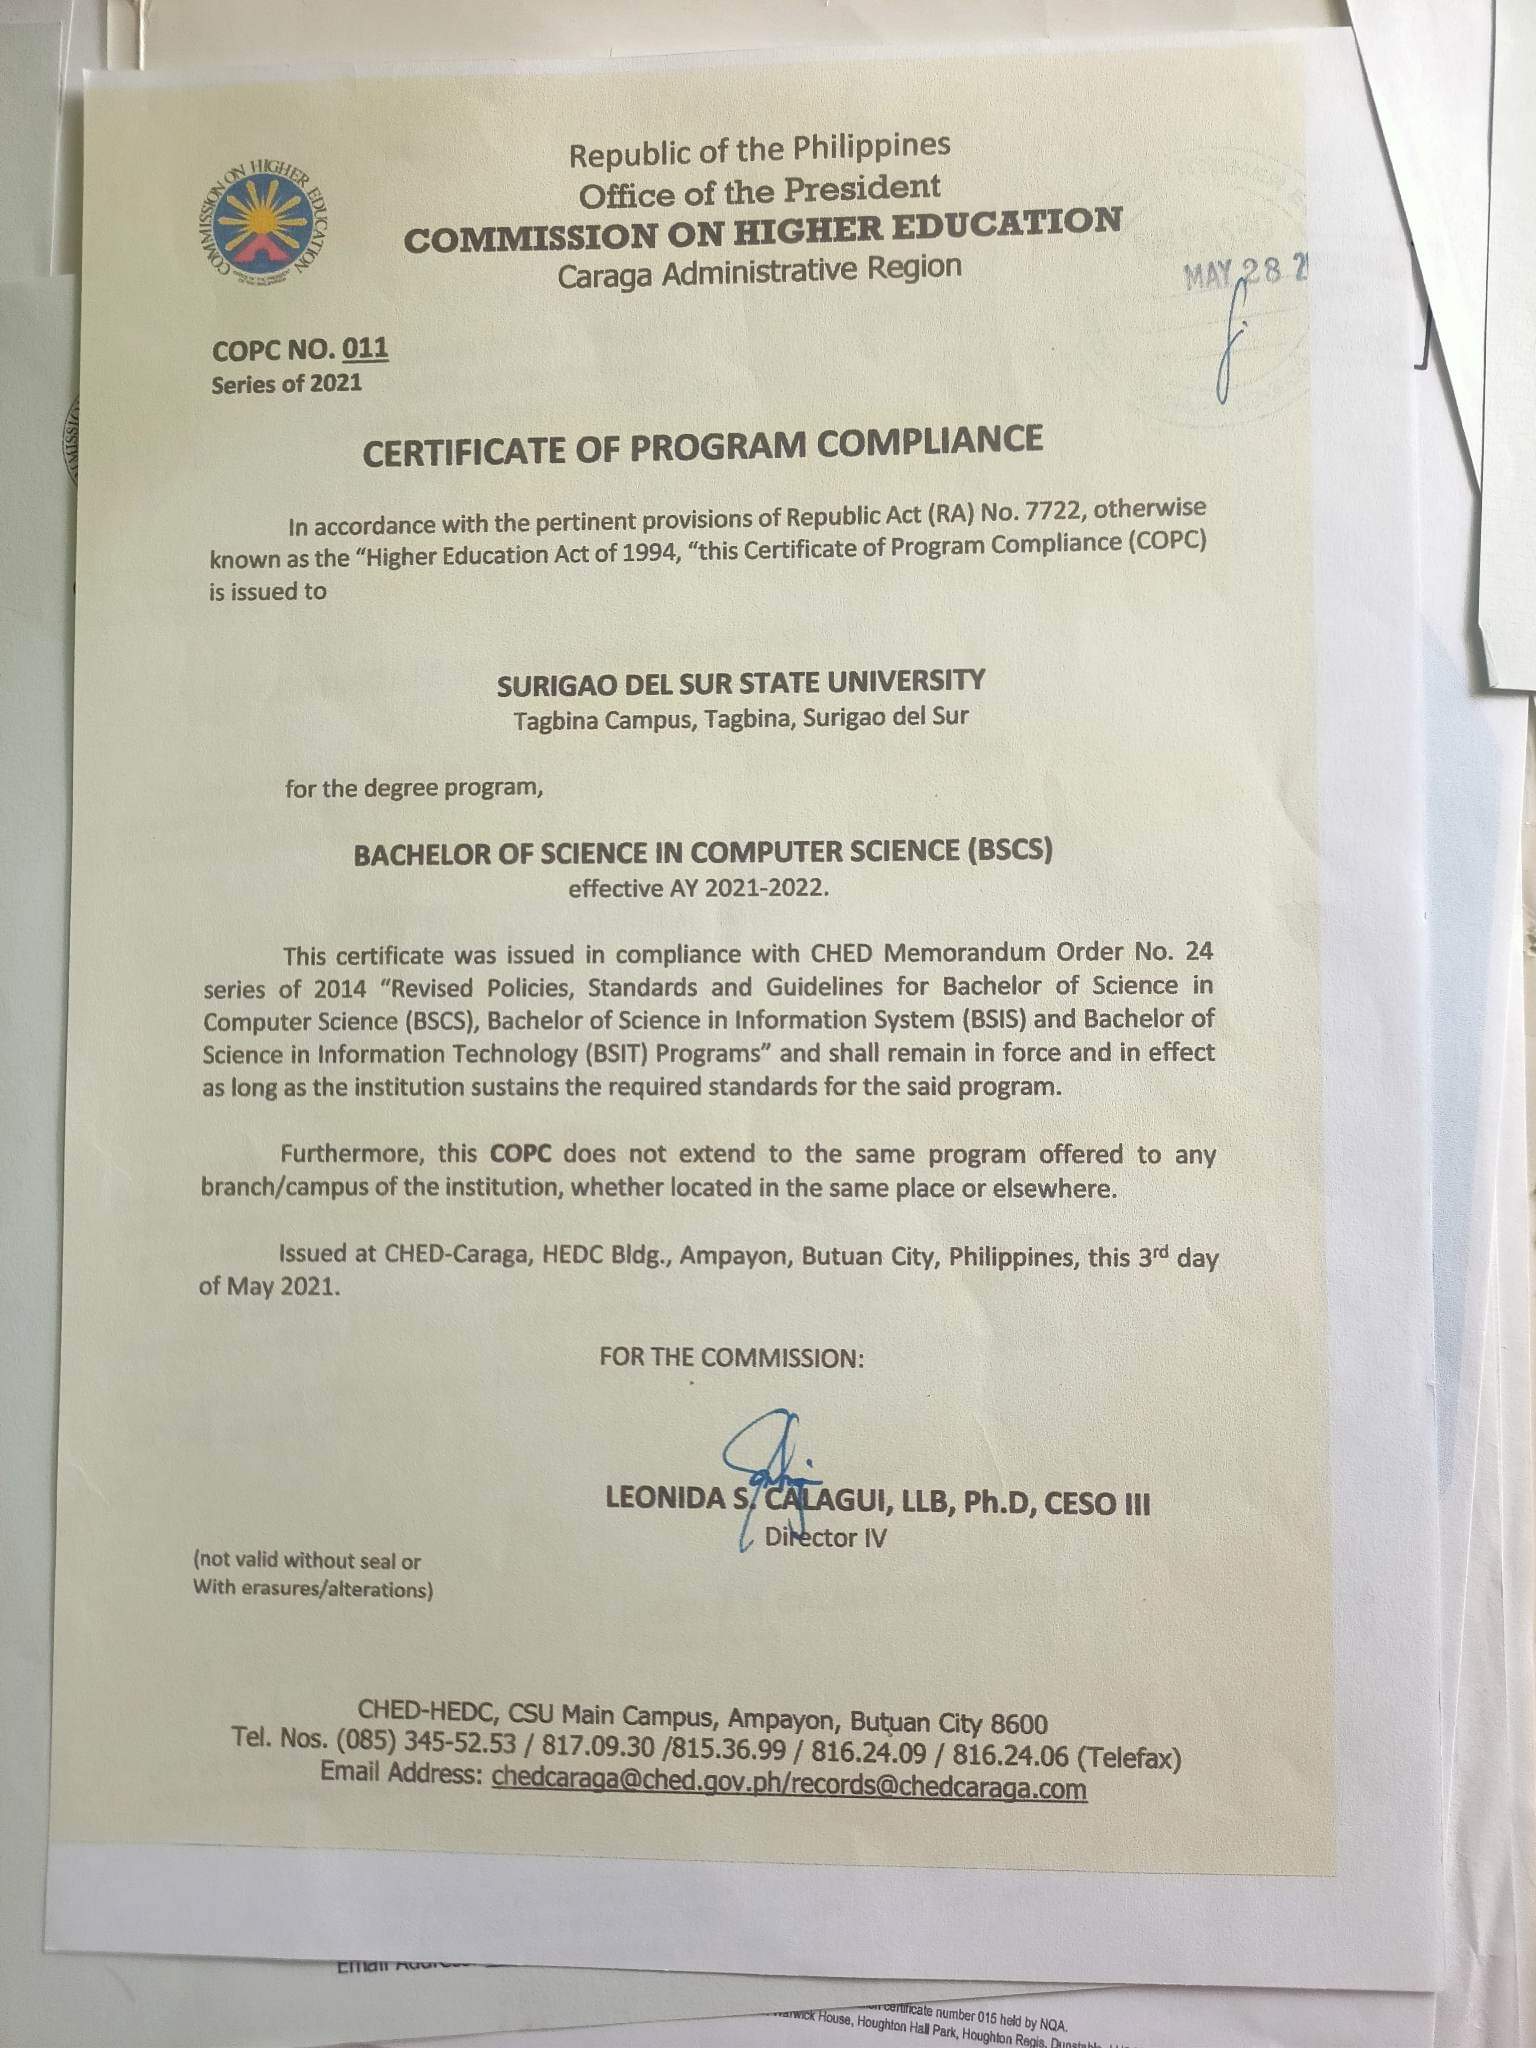 COMMISSION ON HIGHER EDUCATION
Republic of the Philippines
Office of the President
COMMISSION ON HIGHER EDUCATION
Caraga Administrative Region
MAY 28 2
COPC NO. 011
Series of 2021
CERTIFICATE OF PROGRAM COMPLIANCE
In accordance with the pertinent provisions of Republic Act (RA) No. 7722, otherwise
known as the “Higher Education Act of 1994, “this Certificate of Program Compliance (COPC)
is issued to
SURIGAO DEL SUR STATE UNIVERSITY
Tagbina Campus, Tagbina, Surigao del Sur
for the degree program,
BACHELOR OF SCIENCE IN COMPUTER SCIENCE (BSCS)
effective AY 2021-2022.
This certificate was issued in compliance with CHED Memorandum Order No. 24
series of 2014 “Revised Policies, Standards and Guidelines for Bachelor of Science in
Computer Science (BSCS), Bachelor of Science in Information System (BSIS) and Bachelor of
Science in Information Technology (BSIT) Programs” and shall remain in force and in effect
as long as the institution sustains the required standards for the said program.
Furthermore, this COPC does not extend to the same program offered to any
branch/campus of the institution, whether located in the same place or elsewhere.
Issued at CHED-Caraga, HEDC Bldg., Ampayon, Butuan City, Philippines, this 3rd day
of May 2021.
FOR THE COMMISSION:
LEONIDA S. CALAGUI, LLB, Ph.D, CESO III
Director IV
(not valid without seal or
With erasures/alterations)
CHED-HEDC, CSU Main Campus, Ampayon, Butuan City 8600
Tel. Nos. (085) 345-52.53 / 817.09.30 /815.36.99 / 816.24.09 / 816.24.06 (Telefax)
Email Address: chedcaraga@ched.gov.ph/records@chedcaraga.com
Email
certificate number 015 held by NQA.
House, Houghton Hall Park, Houghton Regis,